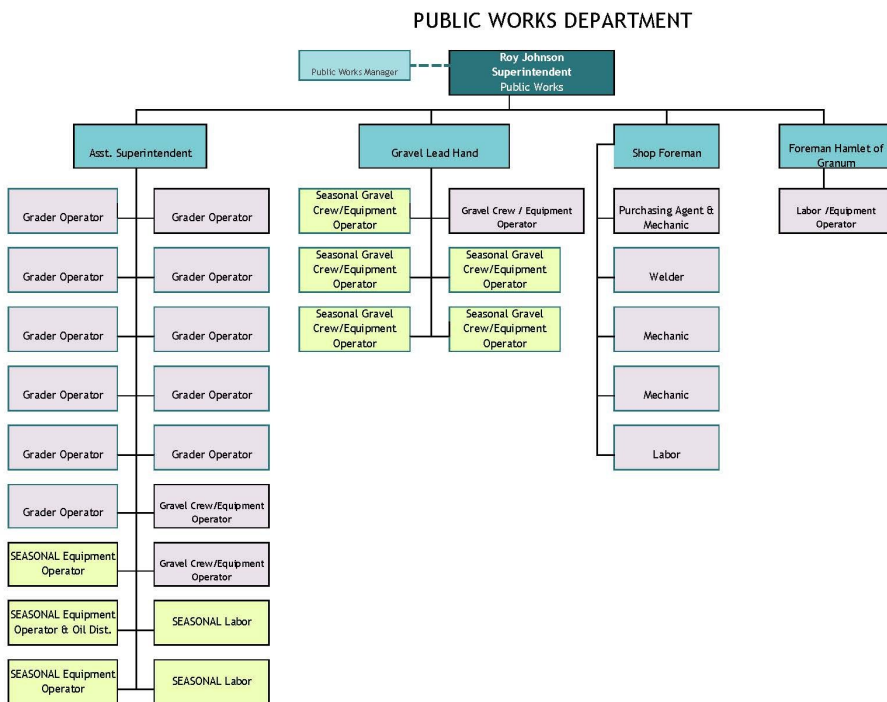 PUBLIC WORKS DEPARTMENT
Public Works Manager
Roy Johnson
Superintendent
Public Works
Asst. Superintendent
Gravel Lead Hand
Shop Foreman
Foreman Hamlet of
Granum
Grader Operator
Grader Operator
Grader Operator
Grader Operator
Grader Operator
Grader Operator
Grader Operator
Grader Operator
Grader Operator
Grader Operator
Grader Operator
Gravel Crew/Equipment
Operator
SEASONAL Equipment
Operator
Gravel Crew/Equipment
Operator
SEASONAL Equipment
Operator & Oil Dist.
SEASONAL Labor
SEASONAL Equipment
Operator
SEASONAL Labor
Seasonal Gravel
Crew/Equipment
Operator
Gravel Crew / Equipment
Operator
Seasonal Gravel
Crew/Equipment
Operator
Seasonal Gravel
Crew/Equipment
Operator
Seasonal Gravel
Crew/Equipment
Operator
Seasonal Gravel
Crew/Equipment
Operator
Purchasing Agent &
Mechanic
Welder
Mechanic
Mechanic
Labor
Labor /Equipment
Operator